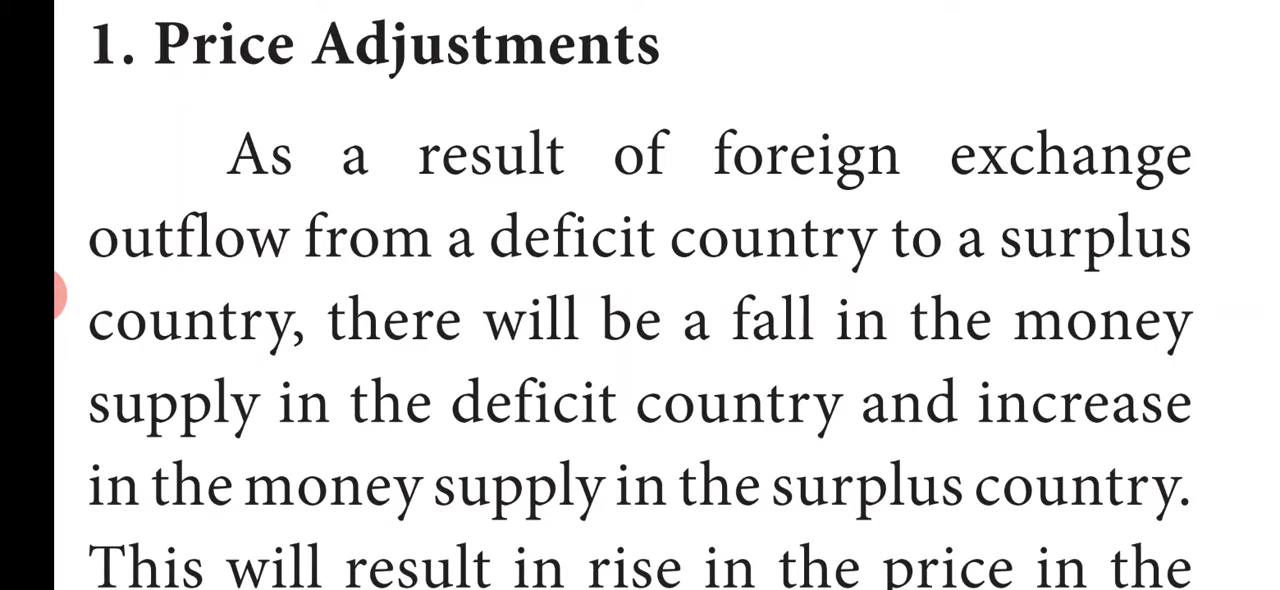 1. Price Adjustments
As a result of foreign exchange
outflow from a deficit country to a surplus
country, there will be a fall in the money
supply in the deficit country and increase
in the money supply in the surplus country.
This will result in rise in the price in the